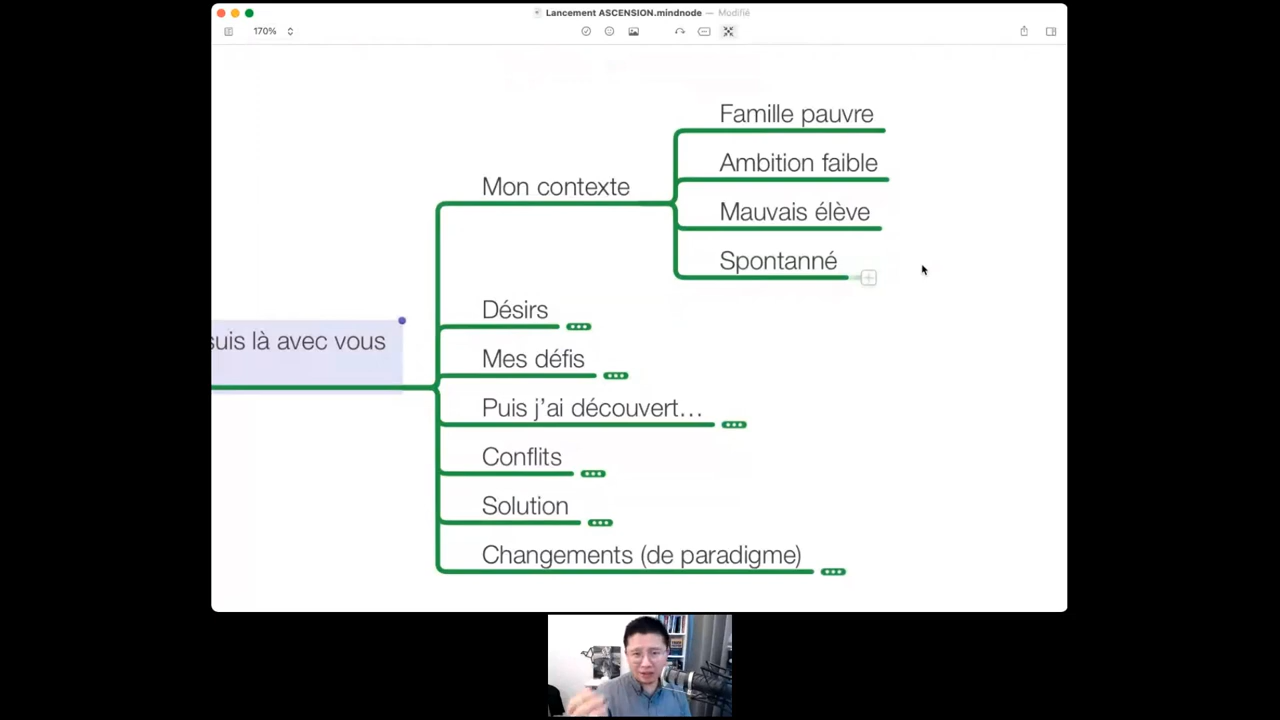 Lancement ASCENSION.mindnode — Modifié
170%
Famille pauvre
Ambition faible
Mon contexte
Mauvais élève
Spontanné
Désirs
suis là avec vous
Mes défis
Puis j'ai découvert...
Conflits
Solution
Changements (de paradigme)